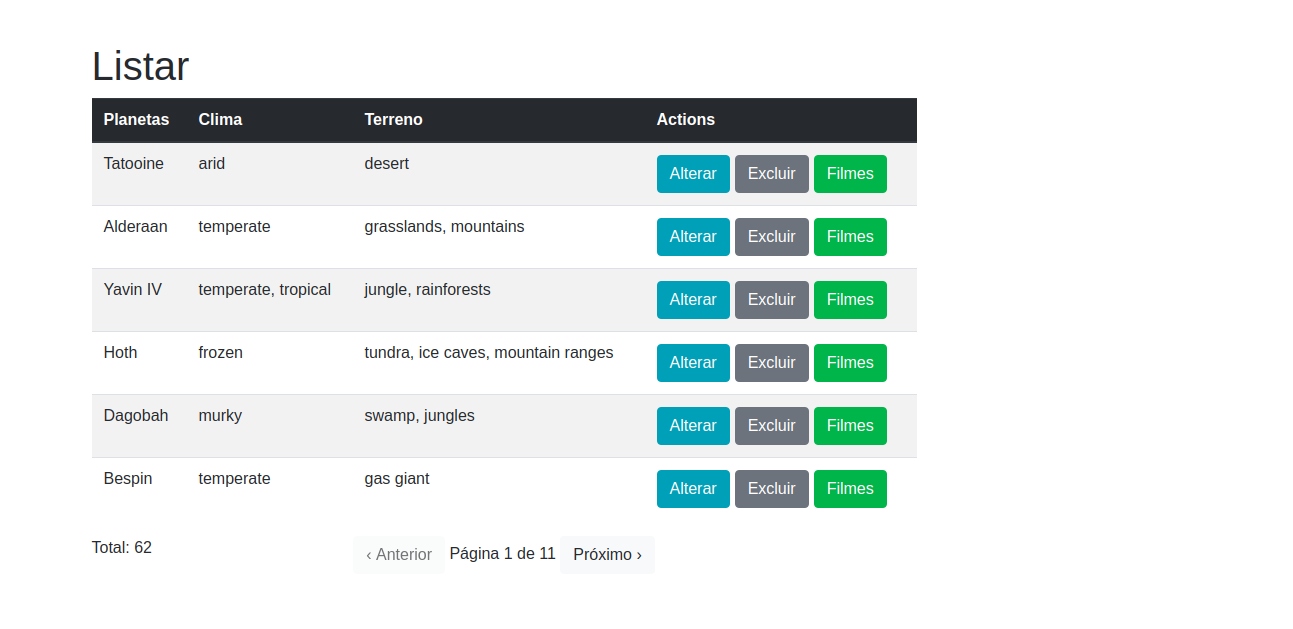 Listar
Planetas Clima Terreno Actions
Tatooine arid desert Alterar Excluir Filmes
Alderaan temperate grasslands, mountains Alterar Excluir Filmes
Yavin IV temperate, tropical jungle, rainforests Alterar Excluir Filmes
Hoth frozen tundra, ice caves, mountain ranges Alterar Excluir Filmes
Dagobah murky swamp, jungles Alterar Excluir Filmes
Bespin temperate gas giant Alterar Excluir Filmes
Total: 62 ‹ Anterior Página 1 de 11 Próximo ›